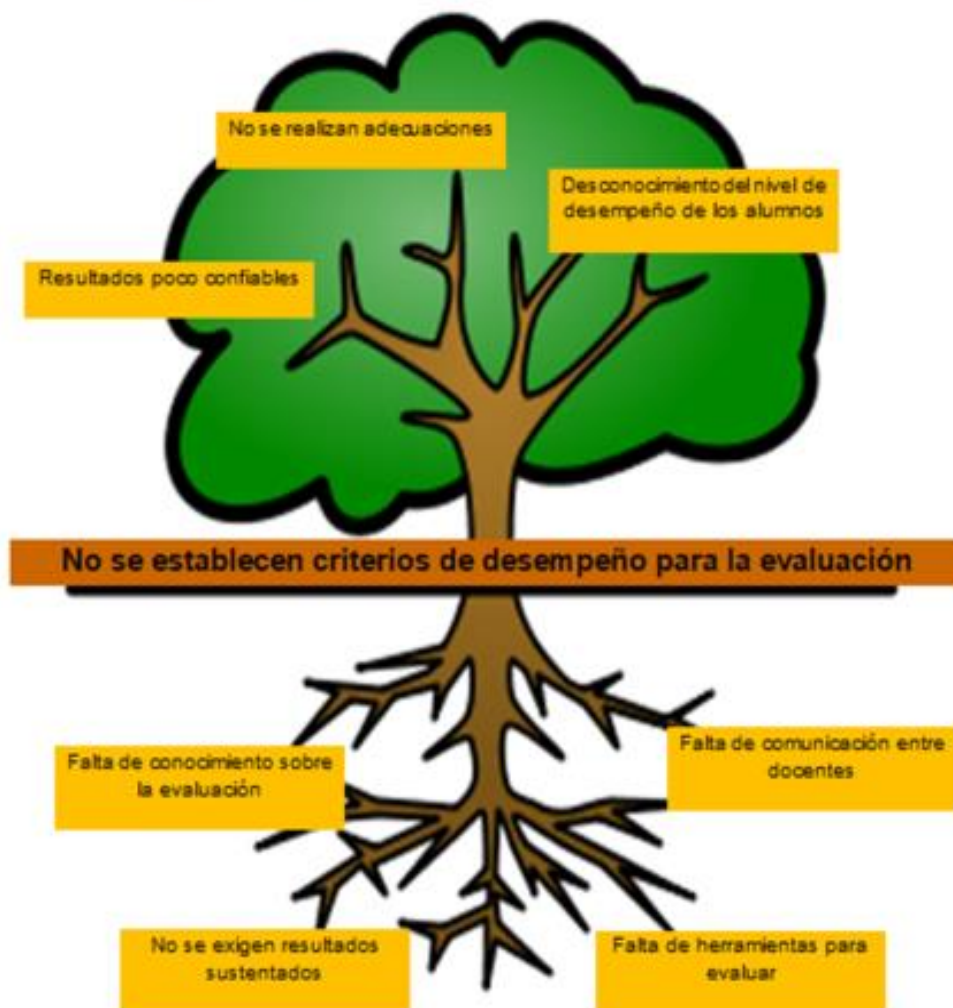 No se realizan adecuaciones
Desconocimiento del nivel de
desempeño de los alumnos
Resultados poco confiables
No se establecen criterios de desempeño para la evaluación
Falta de conocimiento sobre
la evaluación
Falta de comunicación entre
docentes
No se exigen resultados
sustentados
Falta de herramientas para
evaluar